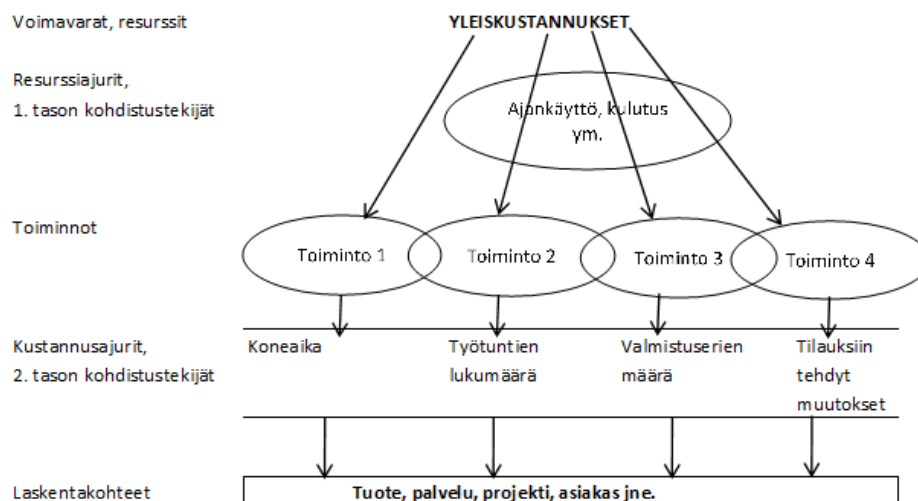 Voimavarat, resurssit
YLEISKUSTANNUKSET
Resurssiajurit,
1. tason kohdistustekijät
Ajankäyttö, kulutus
ym.
Toiminnot
Toiminto 1
Toiminto 2
Toiminto 3
Toiminto 4
Kustannusajurit,
2. tason kohdistustekijät
Koneaika
Työtuntien
lukumäärä
Valmistuserien
määrä
Tilauksiin
tehdyt
muutokset
Laskentakohteet
Tuote, palvelu, projekti, asiakas jne.